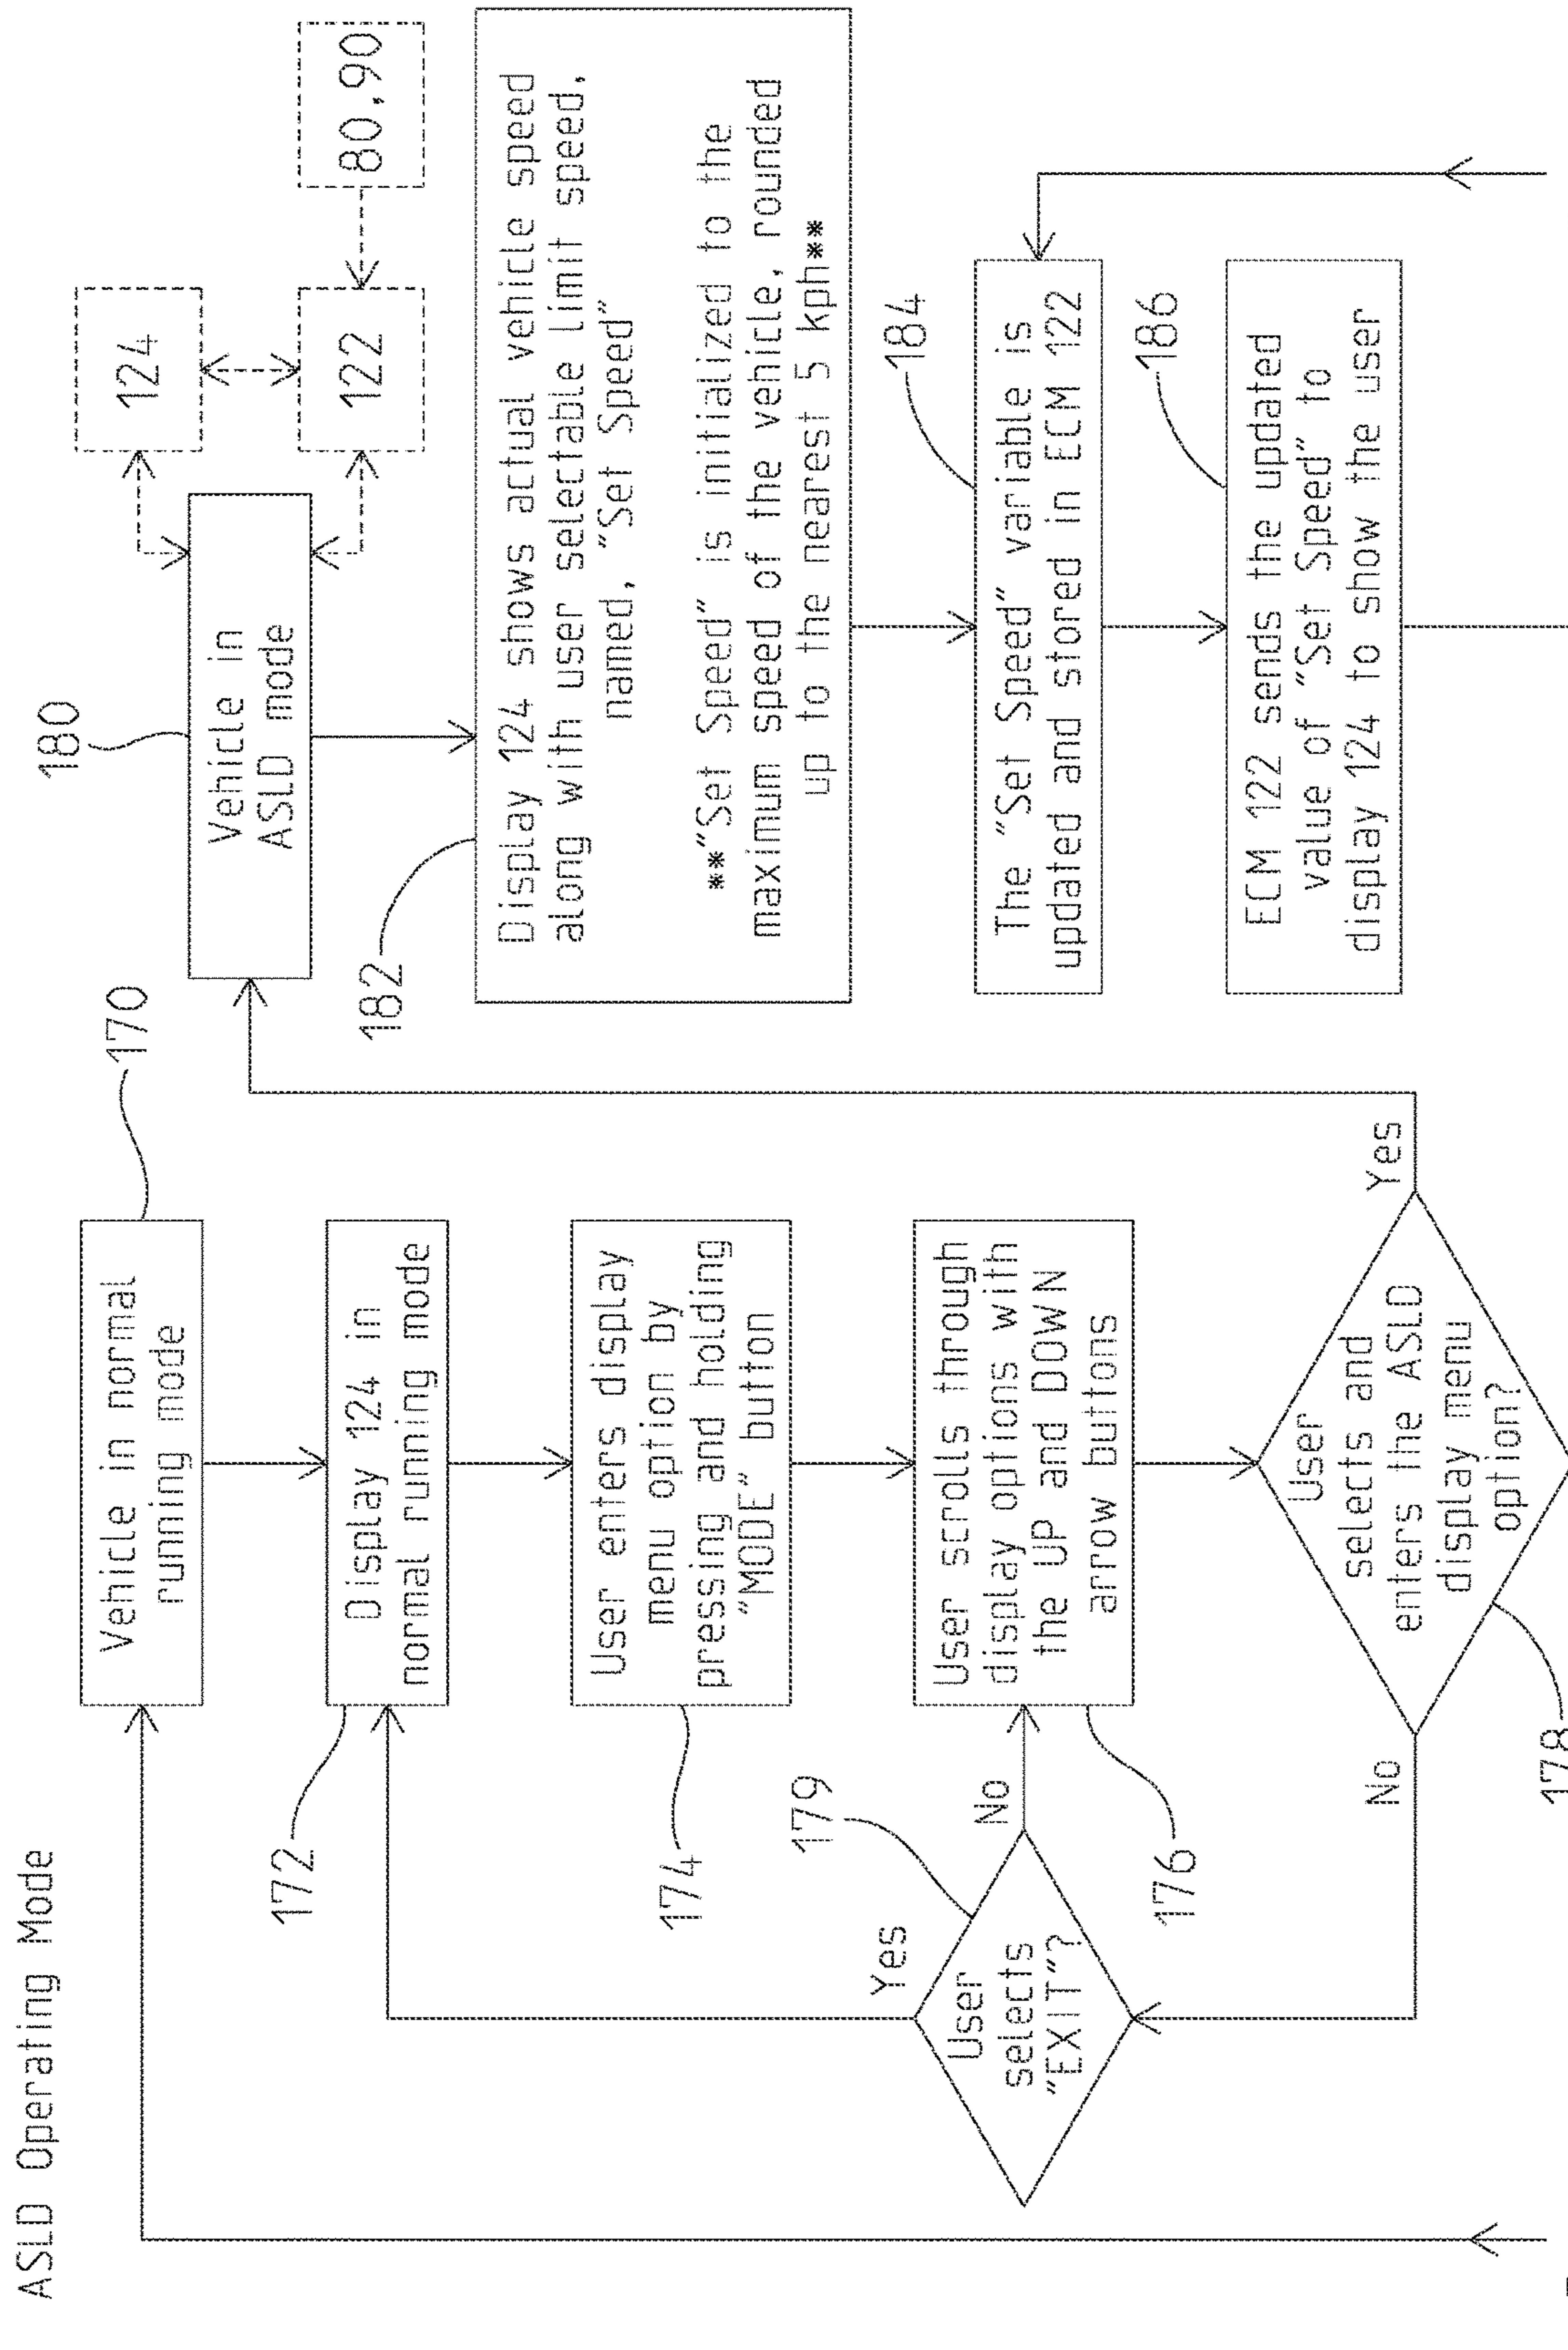 ASLD Operating Mode
170
Vehicle in normal
running mode
172
Display 124 in
normal running mode
174
User enters display
menu option by
pressing and holding
"MODE" button
176
User scrolls through
display options with
the UP and DOWN
arrow buttons
179
User
selects
"EXIT"?
Yes
No
178
User
selects and
enters the ASLD
display menu
option?
No
Yes
180
Vehicle in
ASLD mode
124
122
80,90
182
Display 124 shows actual vehicle speed
along with user selectable limit speed,
named, "Set Speed"
**"Set Speed" is initialized to the
maximum speed of the vehicle, rounded
up to the nearest 5 kph**
184
The "Set Speed" variable is
updated and stored in ECM 122
186
ECM 122 sends the updated
value of "Set Speed" to
display 124 to show the user